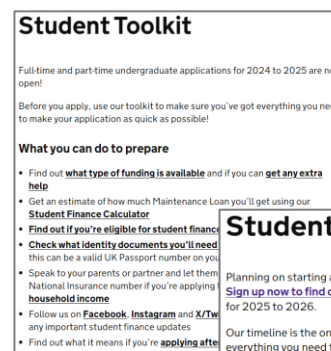 Student Toolkit
Full-time and part-time undergraduate applications for 2024 to 2025 are
open!
Before you apply, use our toolkit to make sure you've got everything you
to make your application as quick as possible!
What you can do to prepare
• Find out what type of funding is available and if you can get any extra
help
• Get an estimate of how much Maintenance Loan you'll get using our
Student Finance Calculator
• Find out if you're eligible for student finance
• Check what identity documents you'll need
this can be a valid UK Passport number on
• Speak to your parents or partner and let them
National Insurance number if you're applying
household income
• Follow us on Facebook, Instagram and
any important student finance updates
• Find out what it means if you're applying
Student
Planning on starting
Sign up now to find
for 2025 to 2026.
Our timeline is the
everything you need